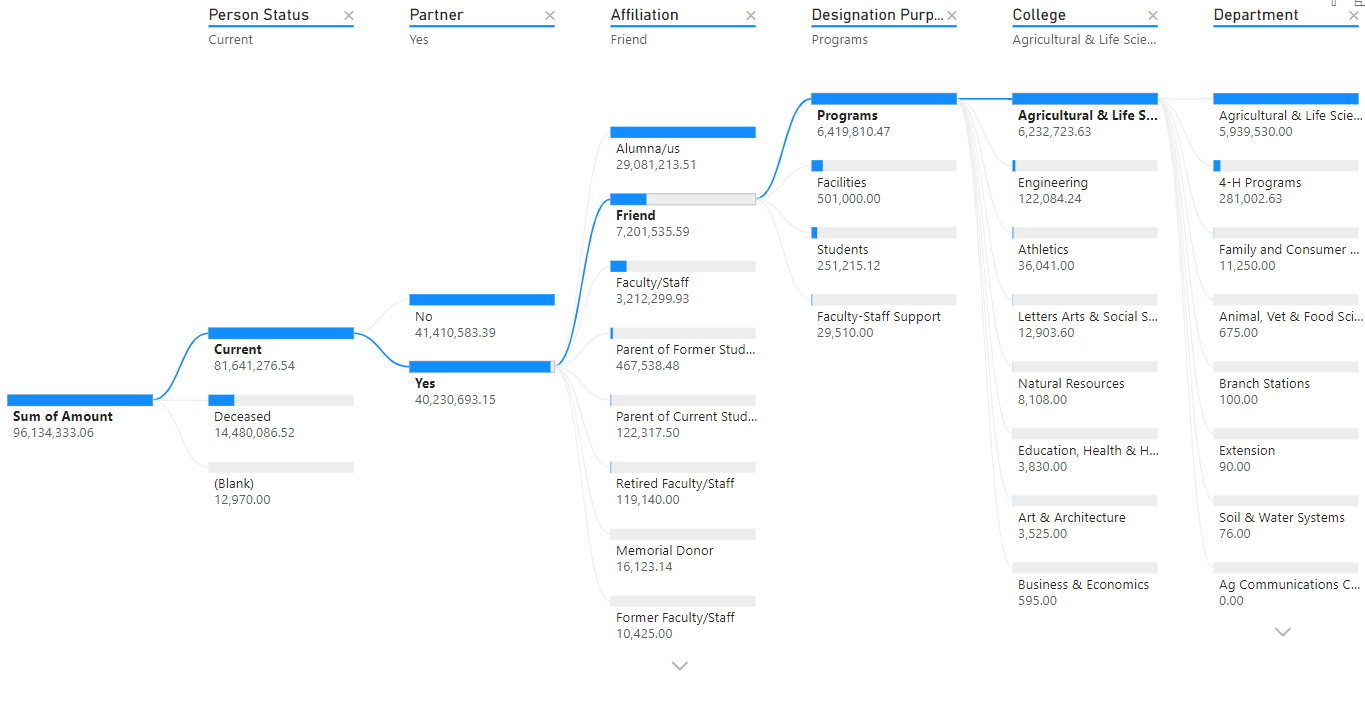 Person Status
Current
Partner
Yes
Affiliation
Friend
Designation Purp...
Programs
College
Agricultural & Life Scie...
Department
Sum of Amount
96,134,333.06
Current
81,641,276.54
Deceased
14,480,086.52
(Blank)
12,970.00
No
41,410,583.39
Yes
40,230,693.15
Alumna/us
29,081,213.51
Friend
7,201,535.59
Faculty/Staff
3,212,299.93
Parent of Former Stud...
467,538.48
Parent of Current Stud...
122,317.50
Retired Faculty/Staff
119,140.00
Memorial Donor
16,123.14
Former Faculty/Staff
10,425.00
Programs
6,419,810.47
Facilities
501,000.00
Students
251,215.12
Faculty-Staff Support
29,510.00
Agricultural & Life S...
6,232,723.63
Engineering
122,084.24
Athletics
36,041.00
Letters Arts & Social S...
12,903.60
Natural Resources
8,108.00
Education, Health & H...
3,830.00
Art & Architecture
3,525.00
Business & Economics
595.00
Agricultural & Life Scie...
5,939,530.00
4-H Programs
281,002.63
Family and Consumer ...
11,250.00
Animal, Vet & Food Sci...
675.00
Branch Stations
100.00
Extension
90.00
Soil & Water Systems
76.00
Ag Communications C...
0.00